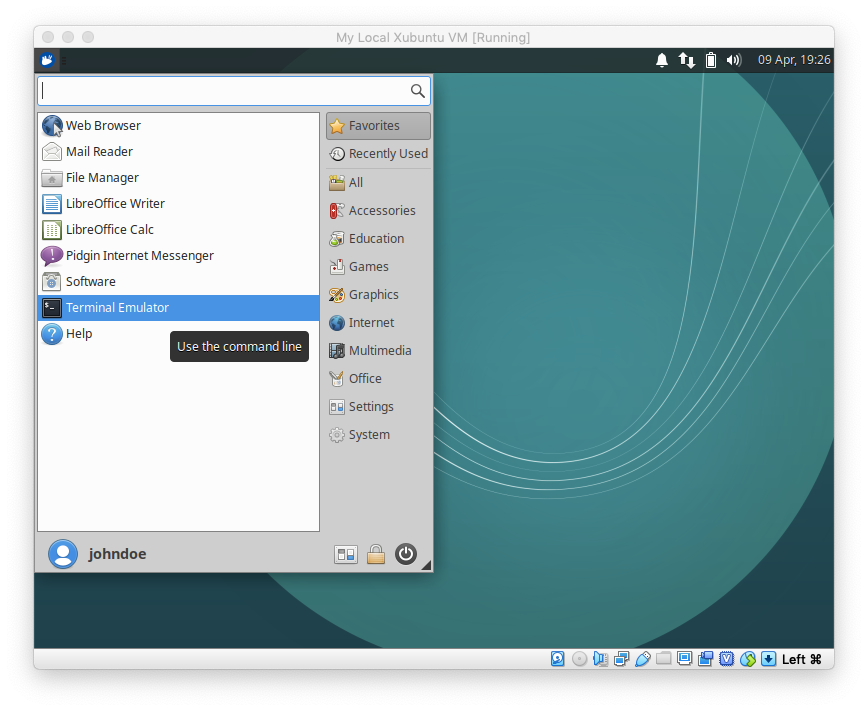 My Local Xubuntu VM [Running]
09 Apr, 19:26
Web Browser
Mail Reader
File Manager
LibreOffice Writer
LibreOffice Calc
Pidgin Internet Messenger
Software
Terminal Emulator
Help
Use the command line
Favorites
Recently Used
All
Accessories
Education
Games
Graphics
Internet
Multimedia
Office
Settings
System
johndoe
Left ⌘